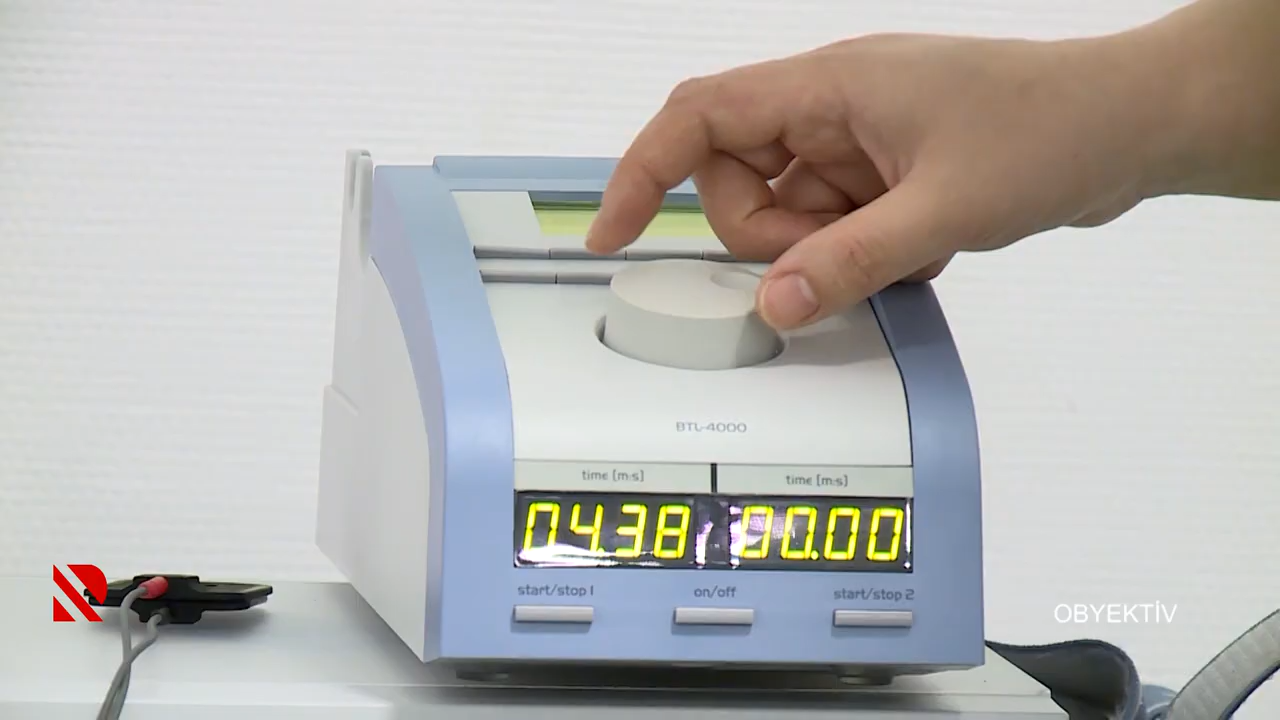 BTL-4000
time [m:s]
time [m:s]
04.38
00.00
start/stop 1
on/off
start/stop 2
OBYEKTİV